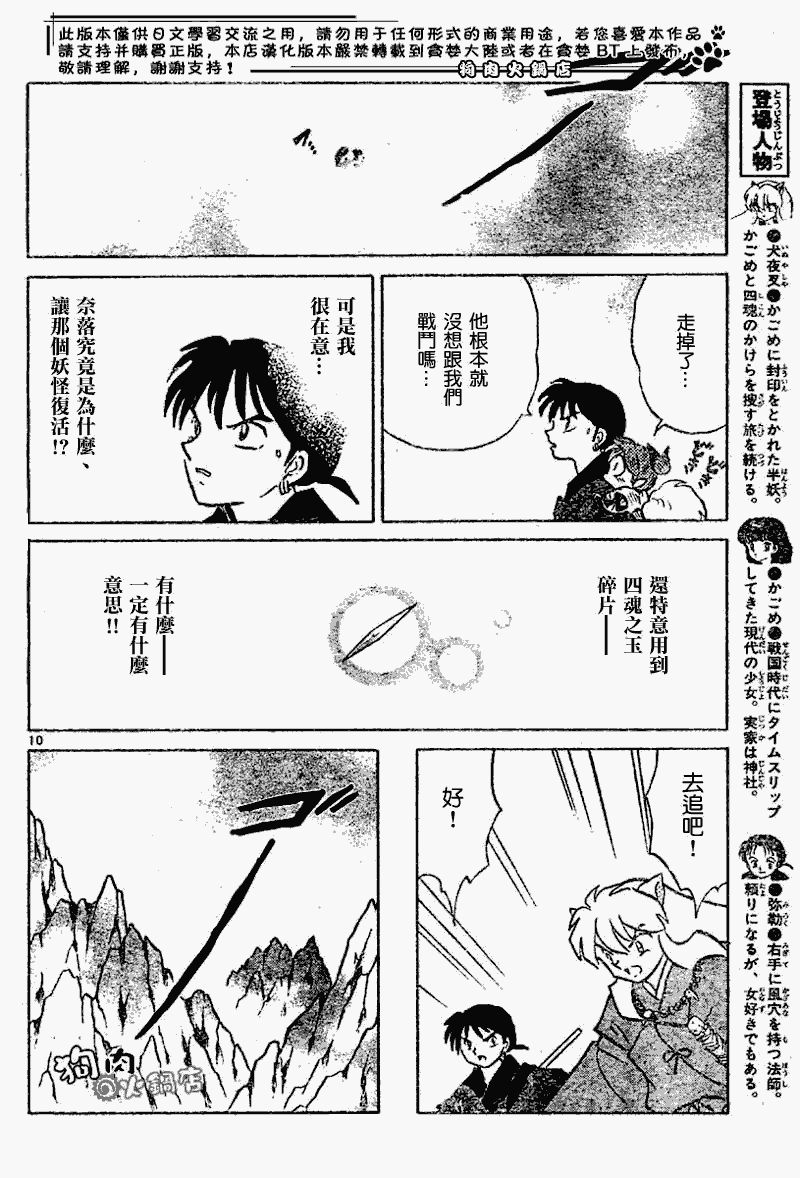 此版本僅供日文學習交流之用，請勿用于任何形式的商業用途，若您喜愛本作品
請支持并購買正版，本店漢化版本嚴禁轉載到貪婪大陸或者在貪婪BT上發布，
敬請理解，謝謝支持！
狗肉火鍋店
ゴ
走掉了…
他根本就
沒想跟我們
戰鬥嗎…
可是我
很在意…
奈落究竟是為什麼、
讓那個妖怪復活!?
還特意用到
四魂之玉
碎片——
有什麼——
一定有什麼
意思!!
10
去追吧！
好！
ゴ
狗肉
火鍋店
登場人物
とうじょうじんぶつ
●犬夜叉●かごめに封印をとかれた半妖。
かごめと四魂のかけらを捜す旅を続ける。
●かごめ●戦国時代にタイムスリップ
してきた現代の少女。実家は神社。
●弥勒●右手に風穴を持つ法師。
頼りになるが、女好きでもある。